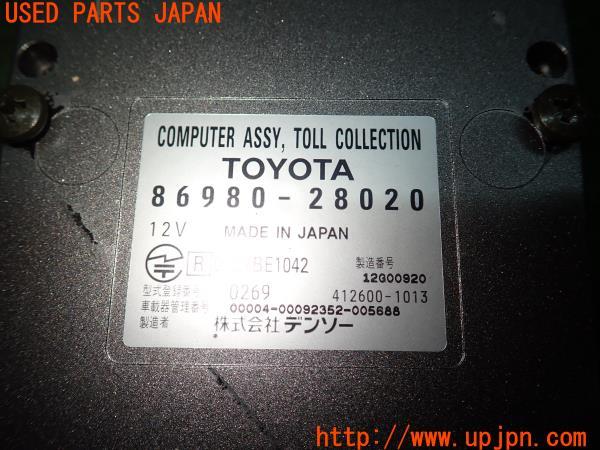 USED PARTS JAPAN
COMPUTER ASSY, TOLL COLLECTION
TOYOTA
86980-28020
12V MADE IN JAPAN
R BE1042 製造番号
12G00920
型式登録番号 0269 412600-1013
車載器管理番号 00004-00092352-005688
製造者 株式会社デンソー
UPJ http://www.upjpn.com